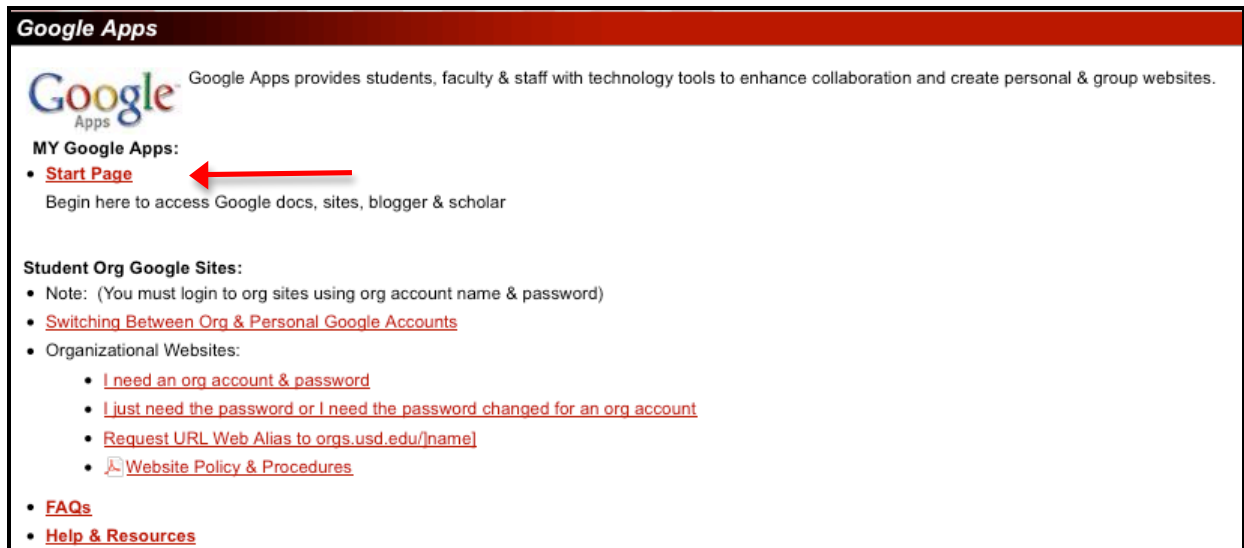 Google Apps
Google Apps provides students, faculty & staff with technology tools to enhance collaboration and create personal & group websites.
Google
Apps
MY Google Apps:
• Start Page
Begin here to access Google docs, sites, blogger & scholar
Student Org Google Sites:
• Note: (You must login to org sites using org account name & password)
• Switching Between Org & Personal Google Accounts
• Organizational Websites:
• I need an org account & password
• I just need the password or I need the password changed for an org account
• Request URL Web Alias to orgs.usd.edu/]name]
• Website Policy & Procedures
• FAQs
• Help & Resources